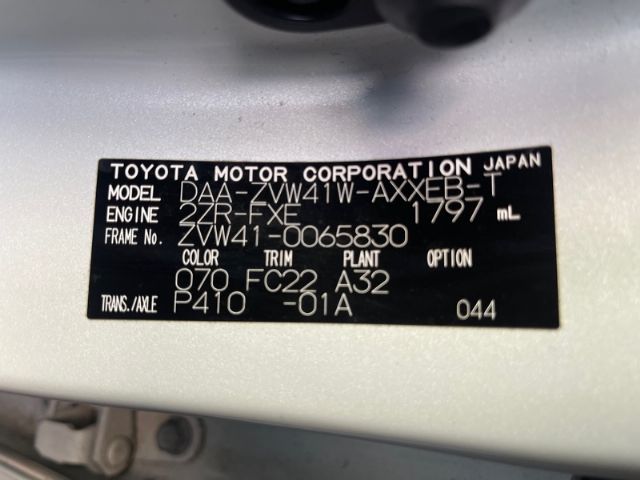 TOYOTA MOTOR CORPORATION JAPAN
MODEL DAA-ZVW41W-AXXEB-T
ENGINE 2ZR-FXE 1797 mL
FRAME No. ZVW41-0065830
COLOR TRIM PLANT OPTION
070 FC22 A32
TRANS./AXLE P410 -01A 044